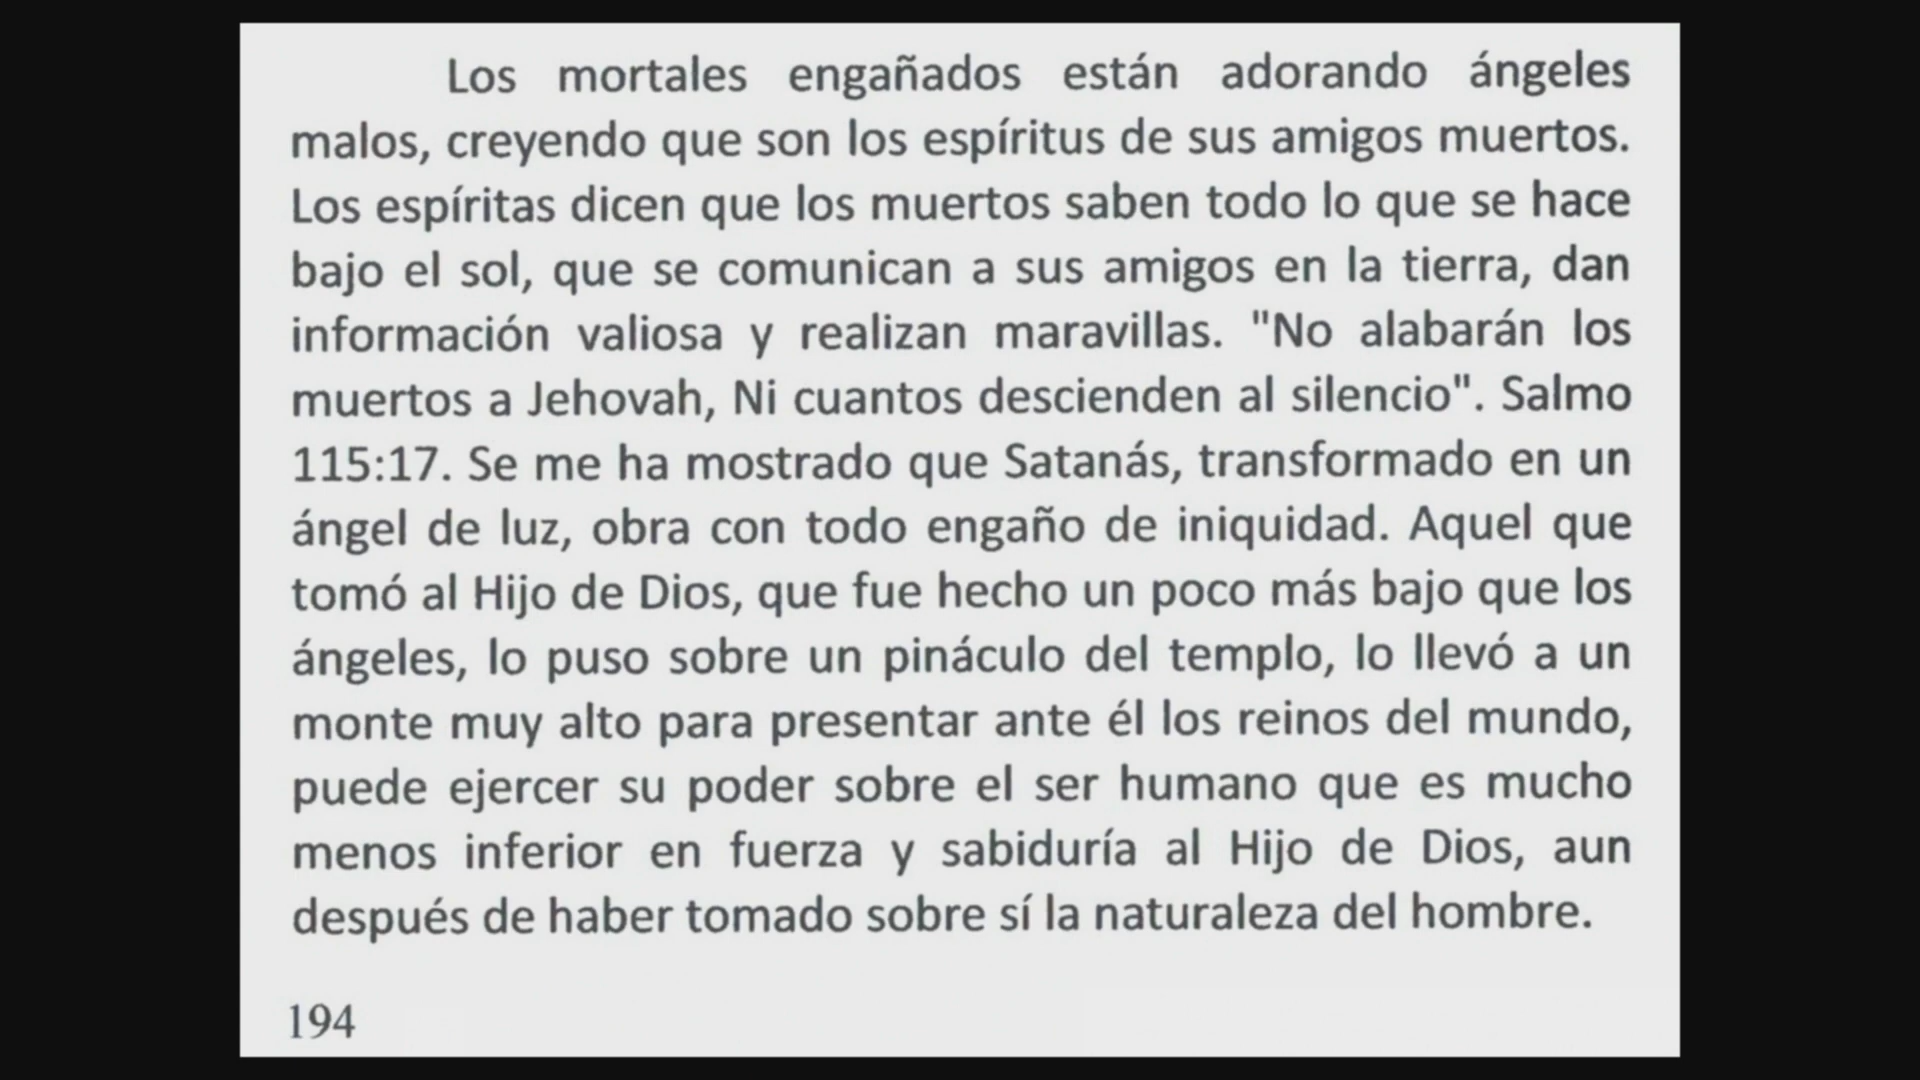 Los mortales engañados están adorando ángeles
malos, creyendo que son los espíritus de sus amigos muertos.
Los espíritas dicen que los muertos saben todo lo que se hace
bajo el sol, que se comunican a sus amigos en la tierra, dan
información valiosa y realizan maravillas. "No alabarán los
muertos a Jehovah, Ni cuantos descienden al silencio". Salmo
115:17. Se me ha mostrado que Satanás, transformado en un
ángel de luz, obra con todo engaño de iniquidad. Aquel que
tomó al Hijo de Dios, que fue hecho un poco más bajo que los
ángeles, lo puso sobre un pináculo del templo, lo llevó a un
monte muy alto para presentar ante él los reinos del mundo,
puede ejercer su poder sobre el ser humano que es mucho
menos inferior en fuerza y sabiduría al Hijo de Dios, aun
después de haber tomado sobre sí la naturaleza del hombre.
194